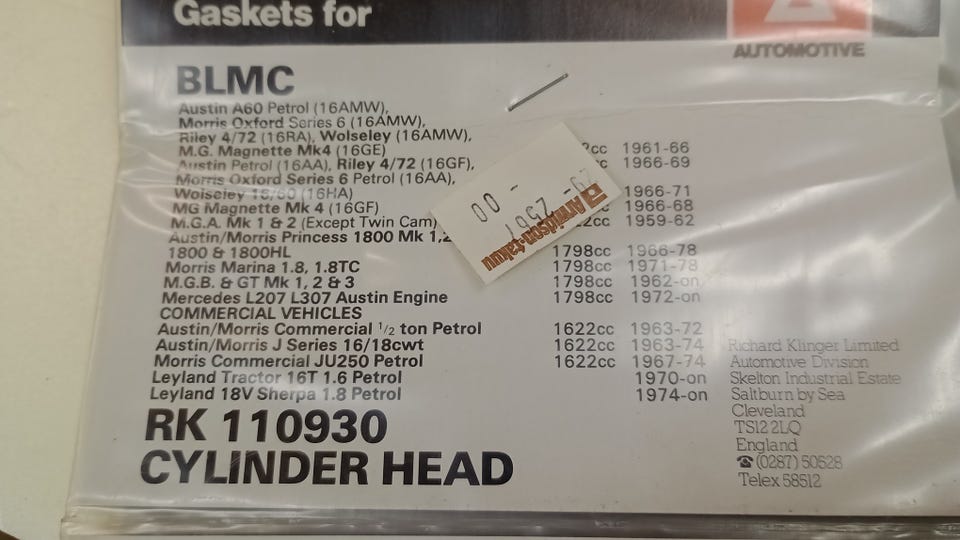 Gaskets for
AUTOMOTIVE
BLMC
Austin A60 Petrol (16AMW),
Morris Oxford Series 6 (16AMW),
Riley 4/72 (16RA), Wolseley (16AMW),
M.G. Magnette Mk4 (16GE) 1961-66
Austin Petrol (16AA), Riley 4/72 (16GF), 1966-69
Morris Oxford Series 6 Petrol (16AA),
Wolseley 16/60 (16HA) 1966-71
MG Magnette Mk 4 (16GF) 1966-68
M.G.A. Mk 1 & 2 (Except Twin Cam) 1959-62
Austin/Morris Princess 1800 Mk 1,2
1800 & 1800HL 1798cc 1966-78
Morris Marina 1.8, 1.8TC 1798cc 1971-78
M.G.B. & GT Mk 1, 2 & 3 1798cc 1962-on
Mercedes L207 L307 Austin Engine 1798cc 1972-on
COMMERCIAL VEHICLES
Austin/Morris Commercial 1/2 ton Petrol 1622cc 1963-72
Austin/Morris J Series 16/18cwt 1622cc 1963-74
Morris Commercial JU250 Petrol 1622cc 1967-74
Leyland Tractor 16T 1.6 Petrol 1970-on
Leyland 18V Sherpa 1.8 Petrol 1974-on
RK 110930
CYLINDER HEAD
Richard Klinger Limited
Automotive Division
Skelton Industrial Estate
Saltburn by Sea
Cleveland
TS12 2LQ
England
☎ (0287) 50528
Telex 58512
Arwidson-takuu